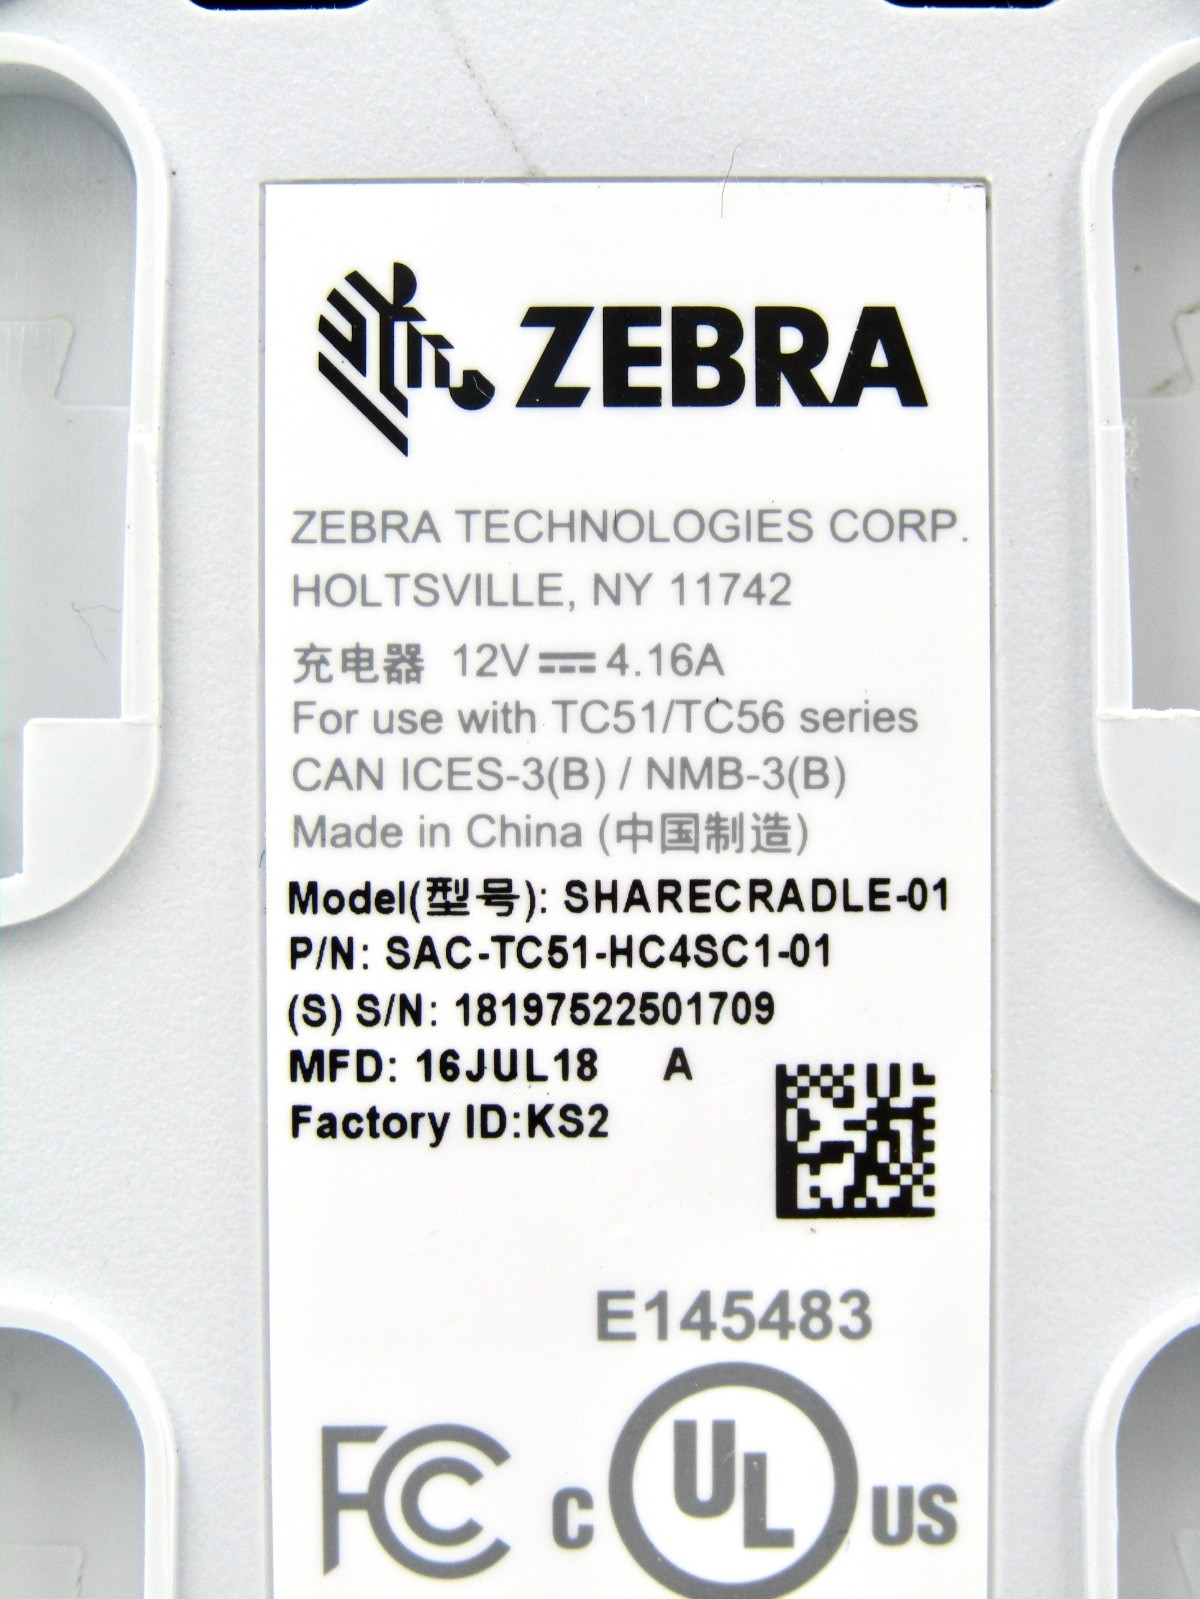 ZEBRA
ZEBRA TECHNOLOGIES CORP.
HOLTSVILLE, NY 11742
充电器 12V⎓4.16A
For use with TC51/TC56 series
CAN ICES-3(B) / NMB-3(B)
Made in China (中国制造)
Model(型号): SHARECRADLE-01
P/N: SAC-TC51-HC4SC1-01
(S) S/N: 18197522501709
MFD: 16JUL18 A
Factory ID:KS2
E145483
FC C UL US